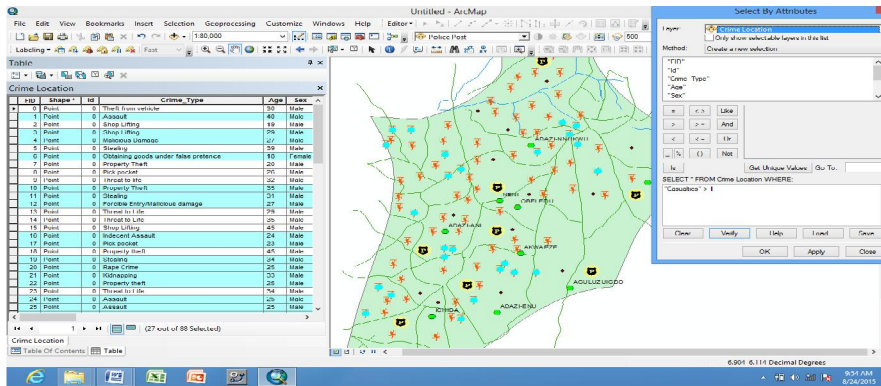 Untitled - ArcMap
File Edit View Bookmarks Insert Selection Geoprocessing Customize Windows Help Editor
1:80,000
Police Post
500
Labeling Fast
Table
Crime Location
FID Shape * Id Crime_Type Age Sex
0 Point 0 Theft from vehicle 30 Male
1 Point 0 Assault 40 Male
2 Point 0 Shop Lifting 19 Male
3 Point 0 Shop Lifting 29 Male
4 Point 0 Malicious Damage 27 Male
5 Point 0 Stealing 39 Male
6 Point 0 Obtaining goods under false pretence 18 Female
7 Point 0 Property Theft 20 Male
8 Point 0 Pick pocket 26 Male
9 Point 0 Threat to life 32 Male
10 Point 0 Property Theft 35 Male
11 Point 0 Stealing 31 Male
12 Point 0 Forcible Entry/Malicious damage 27 Male
13 Point 0 Threat to Life 29 Male
14 Point 0 Threat to Life 35 Male
15 Point 0 Shop Lifting 45 Male
16 Point 0 Indecent Assault 24 Male
17 Point 0 Pick pocket 23 Male
18 Point 0 Property theft 45 Male
19 Point 0 Stealing 34 Male
20 Point 0 Rape Crime 25 Male
21 Point 0 Kidnapping 33 Male
22 Point 0 Property theft 26 Male
23 Point 0 Threat to Life 34 Male
24 Point 0 Assault 25 Male
25 Point 0 Assault 25 Male
1 (27 out of 88 Selected)
Crime Location
Table Of Contents Table
ADAZI-NNUKWU
NERI
OBELEDU
ADAZI-ANI
AKWAEZE
AGULUZUIGBO
ICHIDA
ADAZI-ENU
Select By Attributes
Layer: Crime Location
Only show selectable layers in this list
Method: Create a new selection
"FID"
"Id"
"Crime_Type"
"Age"
"Sex"
= < > Like
> > = And
< < = Or
_ % ( ) Not
Is Get Unique Values Go To:
SELECT * FROM Crime Location WHERE:
"Casualties" >
Clear Verify Help Load Save
OK Apply Close
6.904 6.114 Decimal Degrees
9:54 AM
8/24/2015